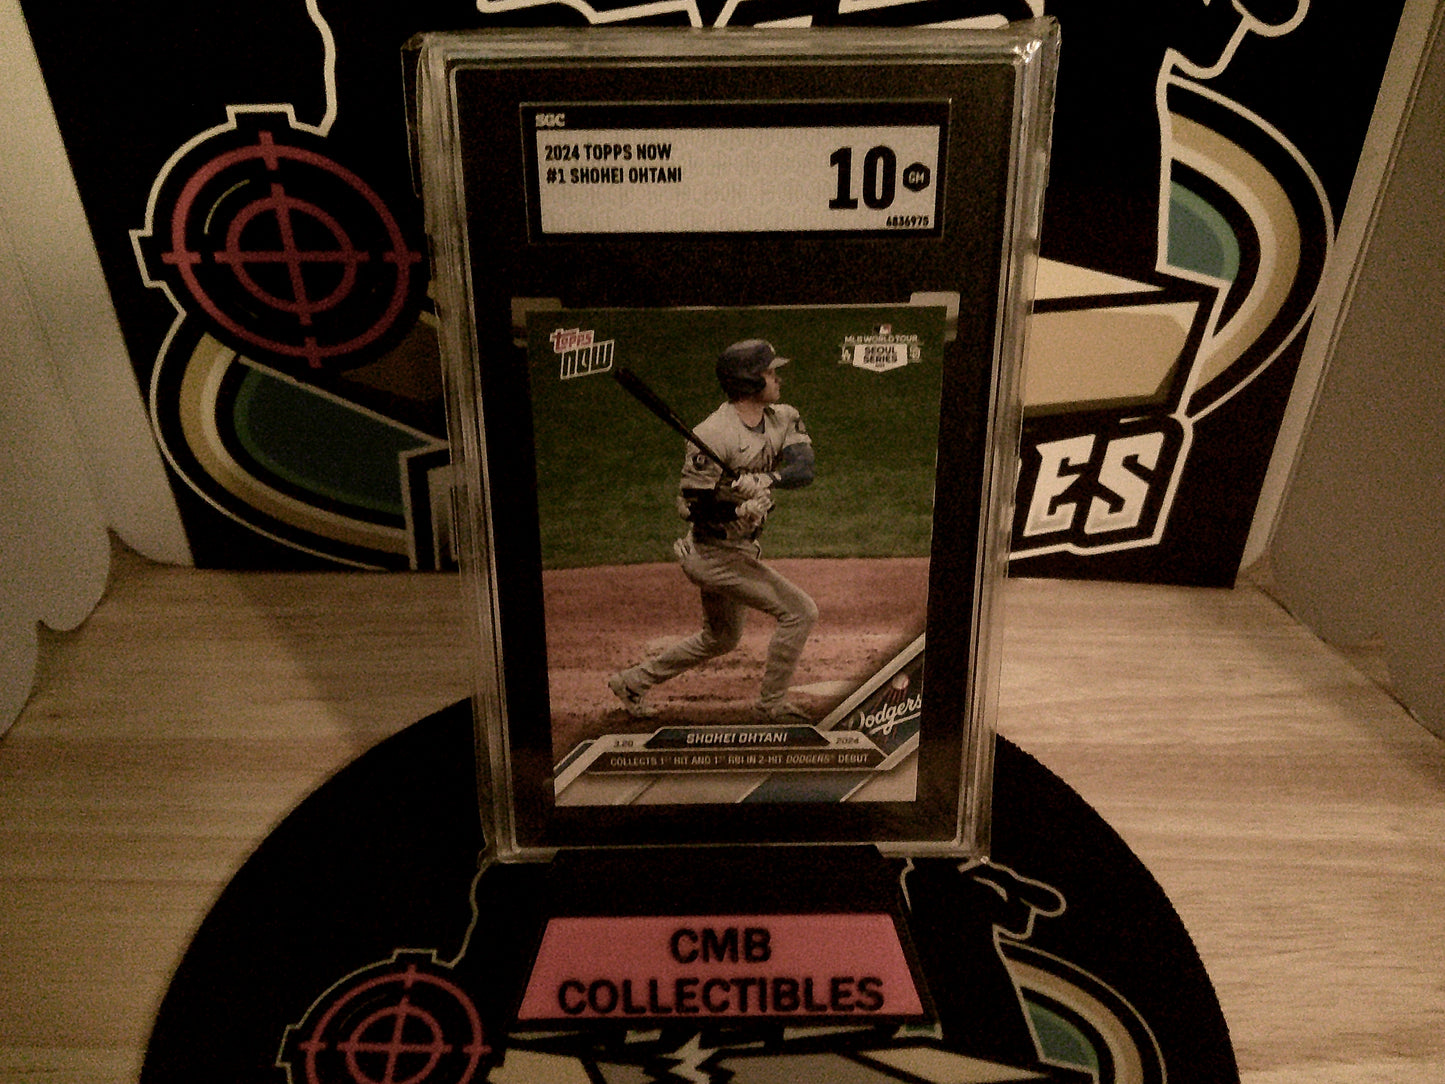 SGC
2024 TOPPS NOW
#1 SHOHEI OHTANI
10 GM
6836975
Topps
now
MLB WORLD TOUR
SEOUL
SERIES
Dodgers
SHOHEI OHTANI
3.20
2024
COLLECTS 1ST HIT AND 1ST RBI IN 2-HIT DODGERS' DEBUT
ES
CMB
COLLECTIBLES